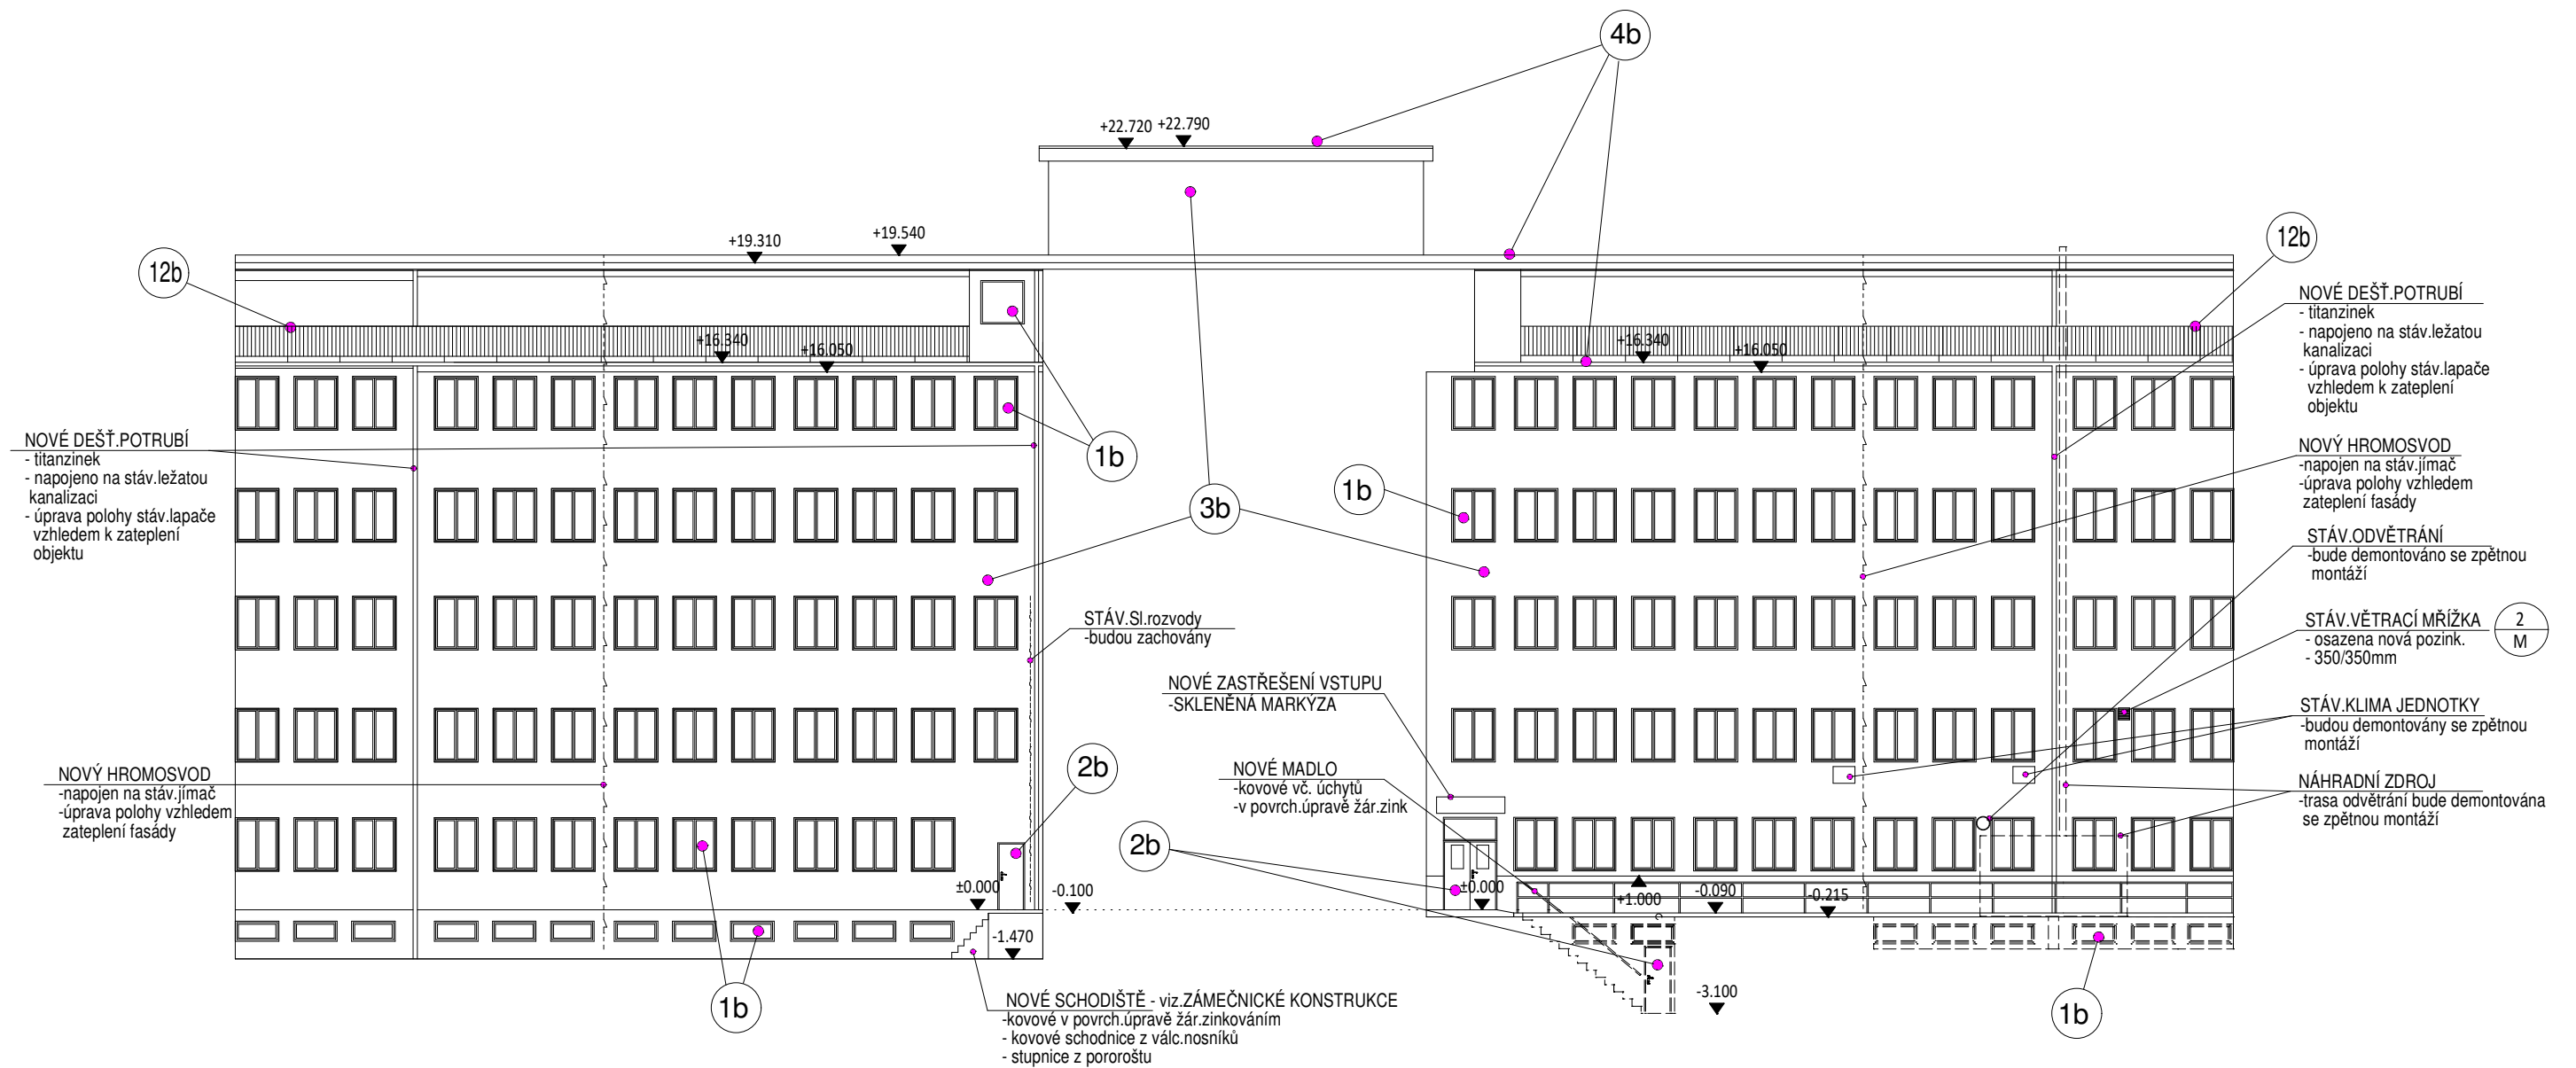 4b
+22.720
+22.790
+19.310
+19.540
12b
12b
+16.340
+16.050
+16.340
+16.050
NOVÉ DEŠŤ.POTRUBÍ
- titanzinek
- napojeno na stáv.ležatou
kanalizaci
- úprava polohy stáv.lapače
vzhledem k zateplení
objektu
NOVÉ DEŠŤ.POTRUBÍ
- titanzinek
- napojeno na stáv.ležatou
kanalizaci
- úprava polohy stáv.lapače
vzhledem k zateplení
objektu
1b
1b
3b
NOVÝ HROMOSVOD
-napojen na stáv.jímač
-úprava polohy vzhledem
zateplení fasády
STÁV.ODVĚTRÁNÍ
-bude demontováno se zpětnou
montáží
STÁV.Sl.rozvody
-budou zachovány
STÁV.VĚTRACÍ MŘÍŽKA
- osazena nová pozink.
- 350/350mm
2
M
NOVÉ ZASTŘEŠENÍ VSTUPU
-SKLENĚNÁ MARKÝZA
STÁV.KLIMA JEDNOTKY
-budou demontovány se zpětnou
montáží
NOVÝ HROMOSVOD
-napojen na stáv.jímač
-úprava polohy vzhledem
zateplení fasády
2b
NOVÉ MADLO
-kovové vč. úchytů
-v povrch.úpravě žár.zink
NÁHRADNÍ ZDROJ
-trasa odvětrání bude demontována
se zpětnou montáží
2b
±0.000
-0.100
±0.000
+1.000
-0.090
-0.215
-1.470
-3.100
1b
1b
NOVÉ SCHODIŠTĚ - viz.ZÁMEČNICKÉ KONSTRUKCE
-kovové v povrch.úpravě žár.zinkováním
- kovové schodnice z válc.nosníků
- stupnice z pororoštu